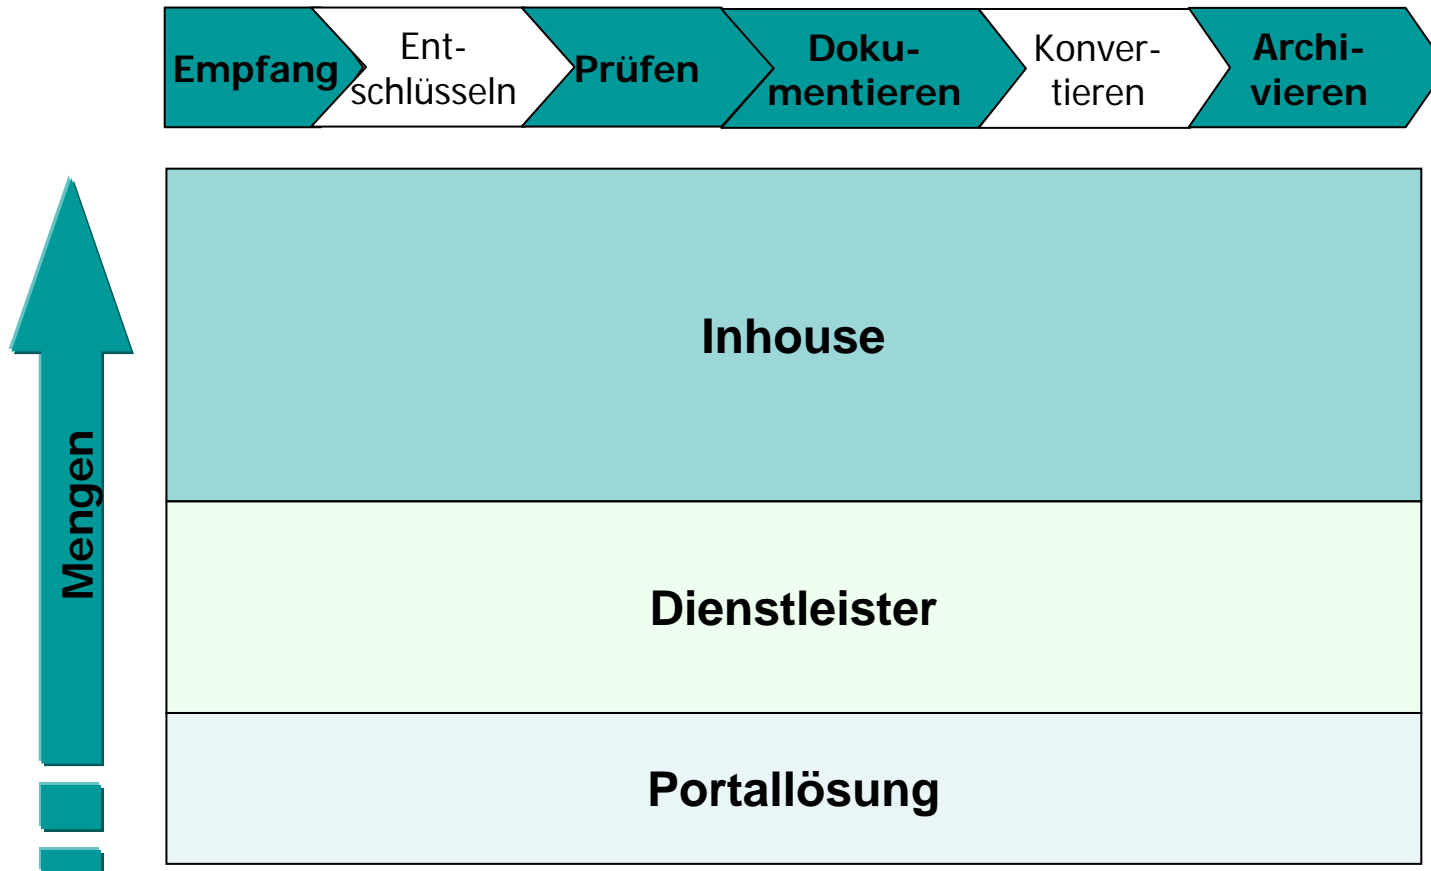 Empfang
Ent-
schlüsseln
Prüfen
Doku-
mentieren
Konver-
tieren
Archi-
vieren
Mengen
Inhouse
Dienstleister
Portallösung